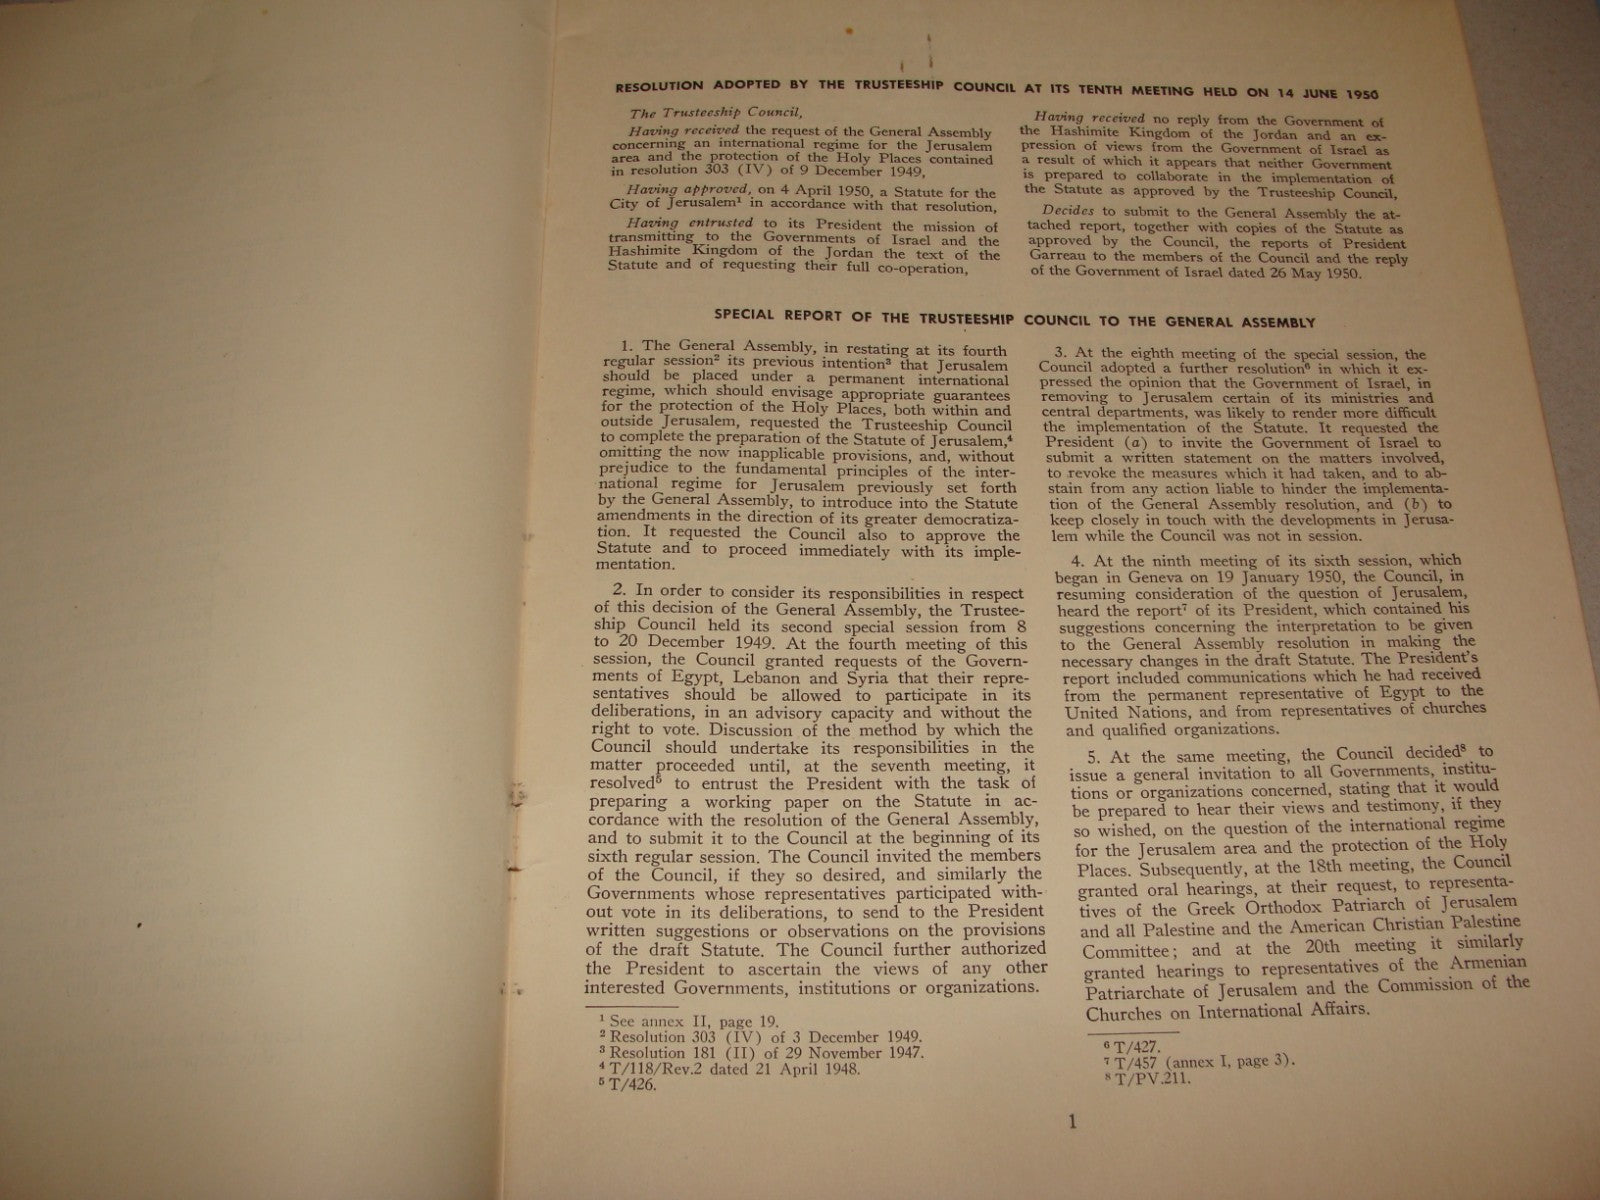 RESOLUTION ADOPTED BY THE TRUSTEESHIP COUNCIL AT ITS TENTH MEETING HELD ON 14 JUNE 1950
The Trusteeship Council,
Having received the request of the General Assembly
concerning an international regime for the Jerusalem
area and the protection of the Holy Places contained
in resolution 303 (IV) of 9 December 1949,
Having approved, on 4 April 1950, a Statute for the
City of Jerusalem¹ in accordance with that resolution,
Having entrusted to its President the mission of
transmitting to the Governments of Israel and the
Hashimite Kingdom of the Jordan the text of the
Statute and of requesting their full co-operation,
Having received no reply from the Government of
the Hashimite Kingdom of the Jordan and an ex-
pression of views from the Government of Israel as
a result of which it appears that neither Government
is prepared to collaborate in the implementation of
the Statute as approved by the Trusteeship Council,
Decides to submit to the General Assembly the at-
tached report, together with copies of the Statute as
approved by the Council, the reports of President
Garreau to the members of the Council and the reply
of the Government of Israel dated 26 May 1950.
SPECIAL REPORT OF THE TRUSTEESHIP COUNCIL TO THE GENERAL ASSEMBLY
1. The General Assembly, in restating at its fourth
regular session² its previous intention³ that Jerusalem
should be placed under a permanent international
regime, which should envisage appropriate guarantees
for the protection of the Holy Places, both within and
outside Jerusalem, requested the Trusteeship Council
to complete the preparation of the Statute of Jerusalem,⁴
omitting the now inapplicable provisions, and, without
prejudice to the fundamental principles of the inter-
national regime for Jerusalem previously set forth
by the General Assembly, to introduce into the Statute
amendments in the direction of its greater democratiza-
tion. It requested the Council also to approve the
Statute and to proceed immediately with its imple-
mentation.
2. In order to consider its responsibilities in respect
of this decision of the General Assembly, the Trustee-
ship Council held its second special session from 8
to 20 December 1949. At the fourth meeting of this
session, the Council granted requests of the Govern-
ments of Egypt, Lebanon and Syria that their repre-
sentatives should be allowed to participate in its
deliberations, in an advisory capacity and without the
right to vote. Discussion of the method by which the
Council should undertake its responsibilities in the
matter proceeded until, at the seventh meeting, it
resolved⁵ to entrust the President with the task of
preparing a working paper on the Statute in ac-
cordance with the resolution of the General Assembly,
and to submit it to the Council at the beginning of its
sixth regular session. The Council invited the members
of the Council, if they so desired, and similarly the
Governments whose representatives participated with-
out vote in its deliberations, to send to the President
written suggestions or observations on the provisions
of the draft Statute. The Council further authorized
the President to ascertain the views of any other
interested Governments, institutions or organizations.
¹ See annex II, page 19.
² Resolution 303 (IV) of 3 December 1949.
³ Resolution 181 (II) of 29 November 1947.
⁴ T/118/Rev.2 dated 21 April 1948.
⁵ T/426.
3. At the eighth meeting of the special session, the
Council adopted a further resolution⁶ in which it ex-
pressed the opinion that the Government of Israel, in
removing to Jerusalem certain of its ministries and
central departments, was likely to render more difficult
the implementation of the Statute. It requested the
President (a) to invite the Government of Israel to
submit a written statement on the matters involved,
to revoke the measures which it had taken, and to ab-
stain from any action liable to hinder the implementa-
tion of the General Assembly resolution, and (b) to
keep closely in touch with the developments in Jerusa-
lem while the Council was not in session.
4. At the ninth meeting of its sixth session, which
began in Geneva on 19 January 1950, the Council, in
resuming consideration of the question of Jerusalem,
heard the report⁷ of its President, which contained his
suggestions concerning the interpretation to be given
to the General Assembly resolution in making the
necessary changes in the draft Statute. The President's
report included communications which he had received
from the permanent representative of Egypt to the
United Nations, and from representatives of churches
and qualified organizations.
5. At the same meeting, the Council decided⁸ to
issue a general invitation to all Governments, institu-
tions or organizations concerned, stating that it would
be prepared to hear their views and testimony, if they
so wished, on the question of the international regime
for the Jerusalem area and the protection of the Holy
Places. Subsequently, at the 18th meeting, the Council
granted oral hearings, at their request, to representa-
tives of the Greek Orthodox Patriarch of Jerusalem
and all Palestine and the American Christian Palestine
Committee; and at the 20th meeting it similarly
granted hearings to representatives of the Armenian
Patriarchate of Jerusalem and the Commission of the
Churches on International Affairs.
⁶ T/427.
⁷ T/457 (annex I, page 3).
⁸ T/PV.211.
1